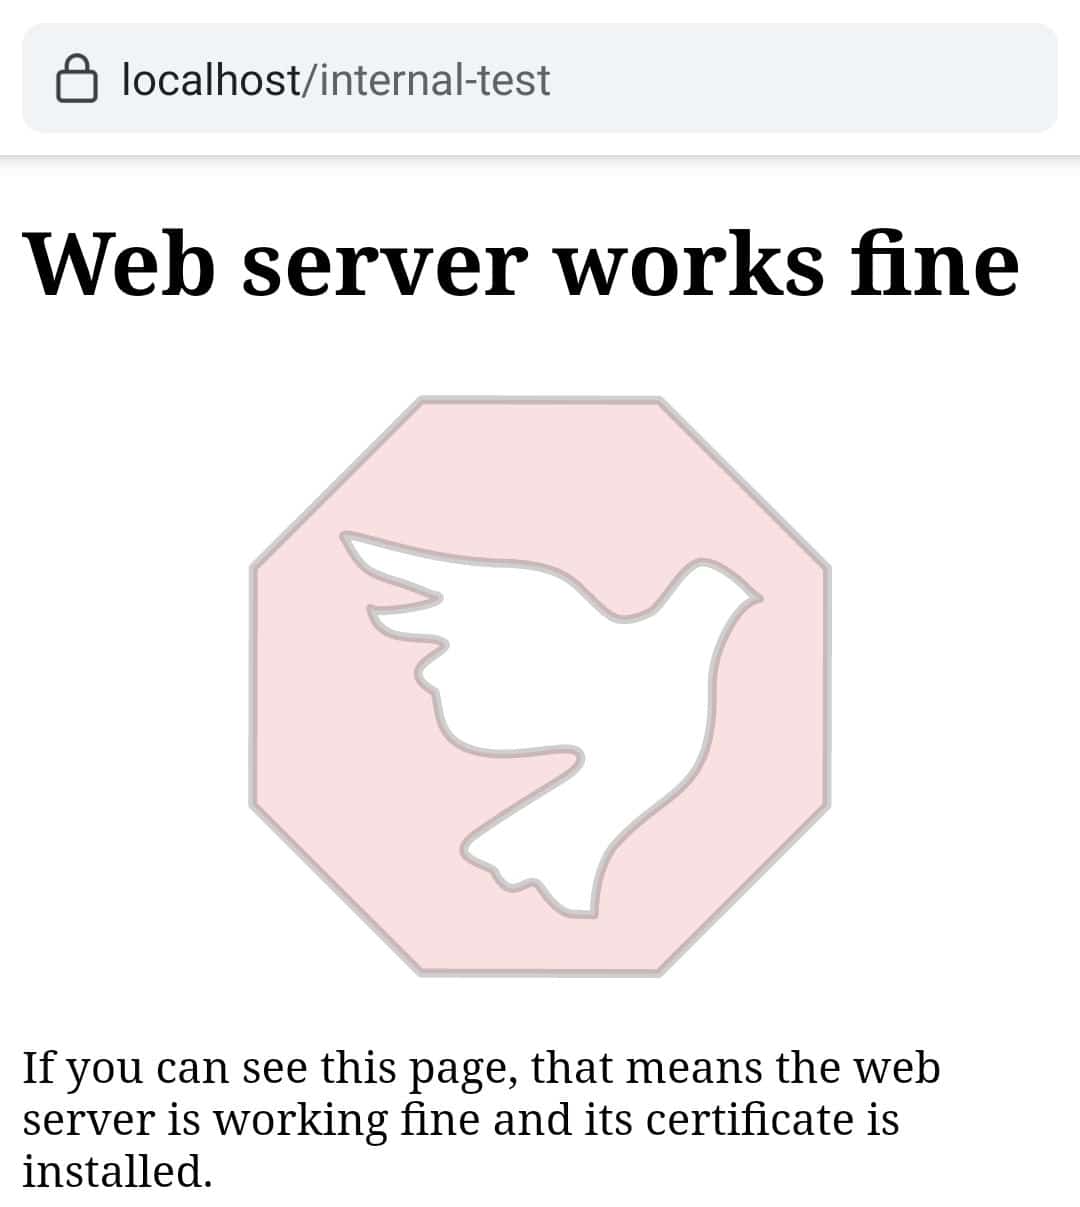 localhost/internal-test
Web server works fine
If you can see this page, that means the web
server is working fine and its certificate is
installed.